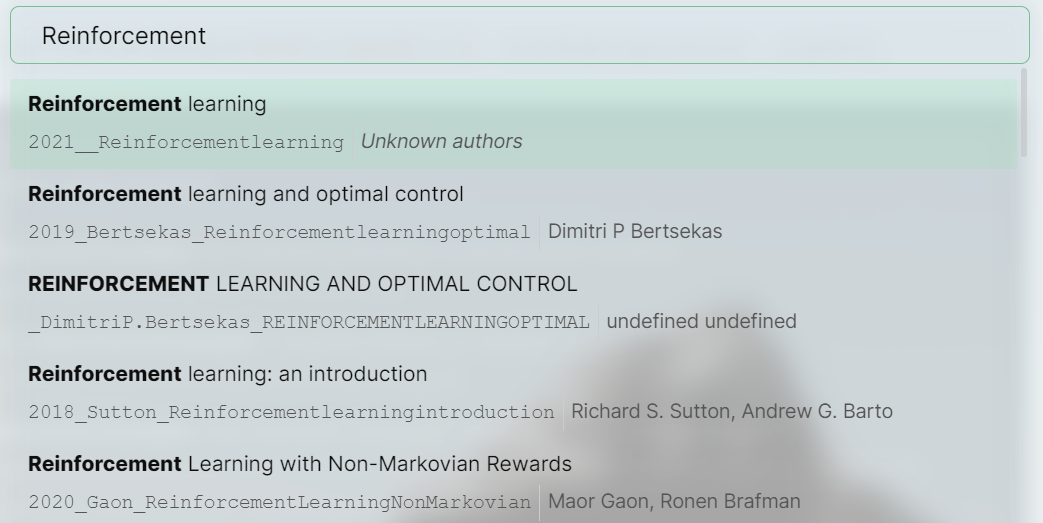 Reinforcement
Reinforcement learning
2021__Reinforcementlearning Unknown authors
Reinforcement learning and optimal control
2019_Bertsekas_Reinforcementlearningoptimal Dimitri P Bertsekas
REINFORCEMENT LEARNING AND OPTIMAL CONTROL
_DimitriP.Bertsekas_REINFORCEMENTLEARNINGOPTIMAL undefined undefined
Reinforcement learning: an introduction
2018_Sutton_Reinforcementlearningintroduction Richard S. Sutton, Andrew G. Barto
Reinforcement Learning with Non-Markovian Rewards
2020_Gaon_ReinforcementLearningNonMarkovian Maor Gaon, Ronen Brafman